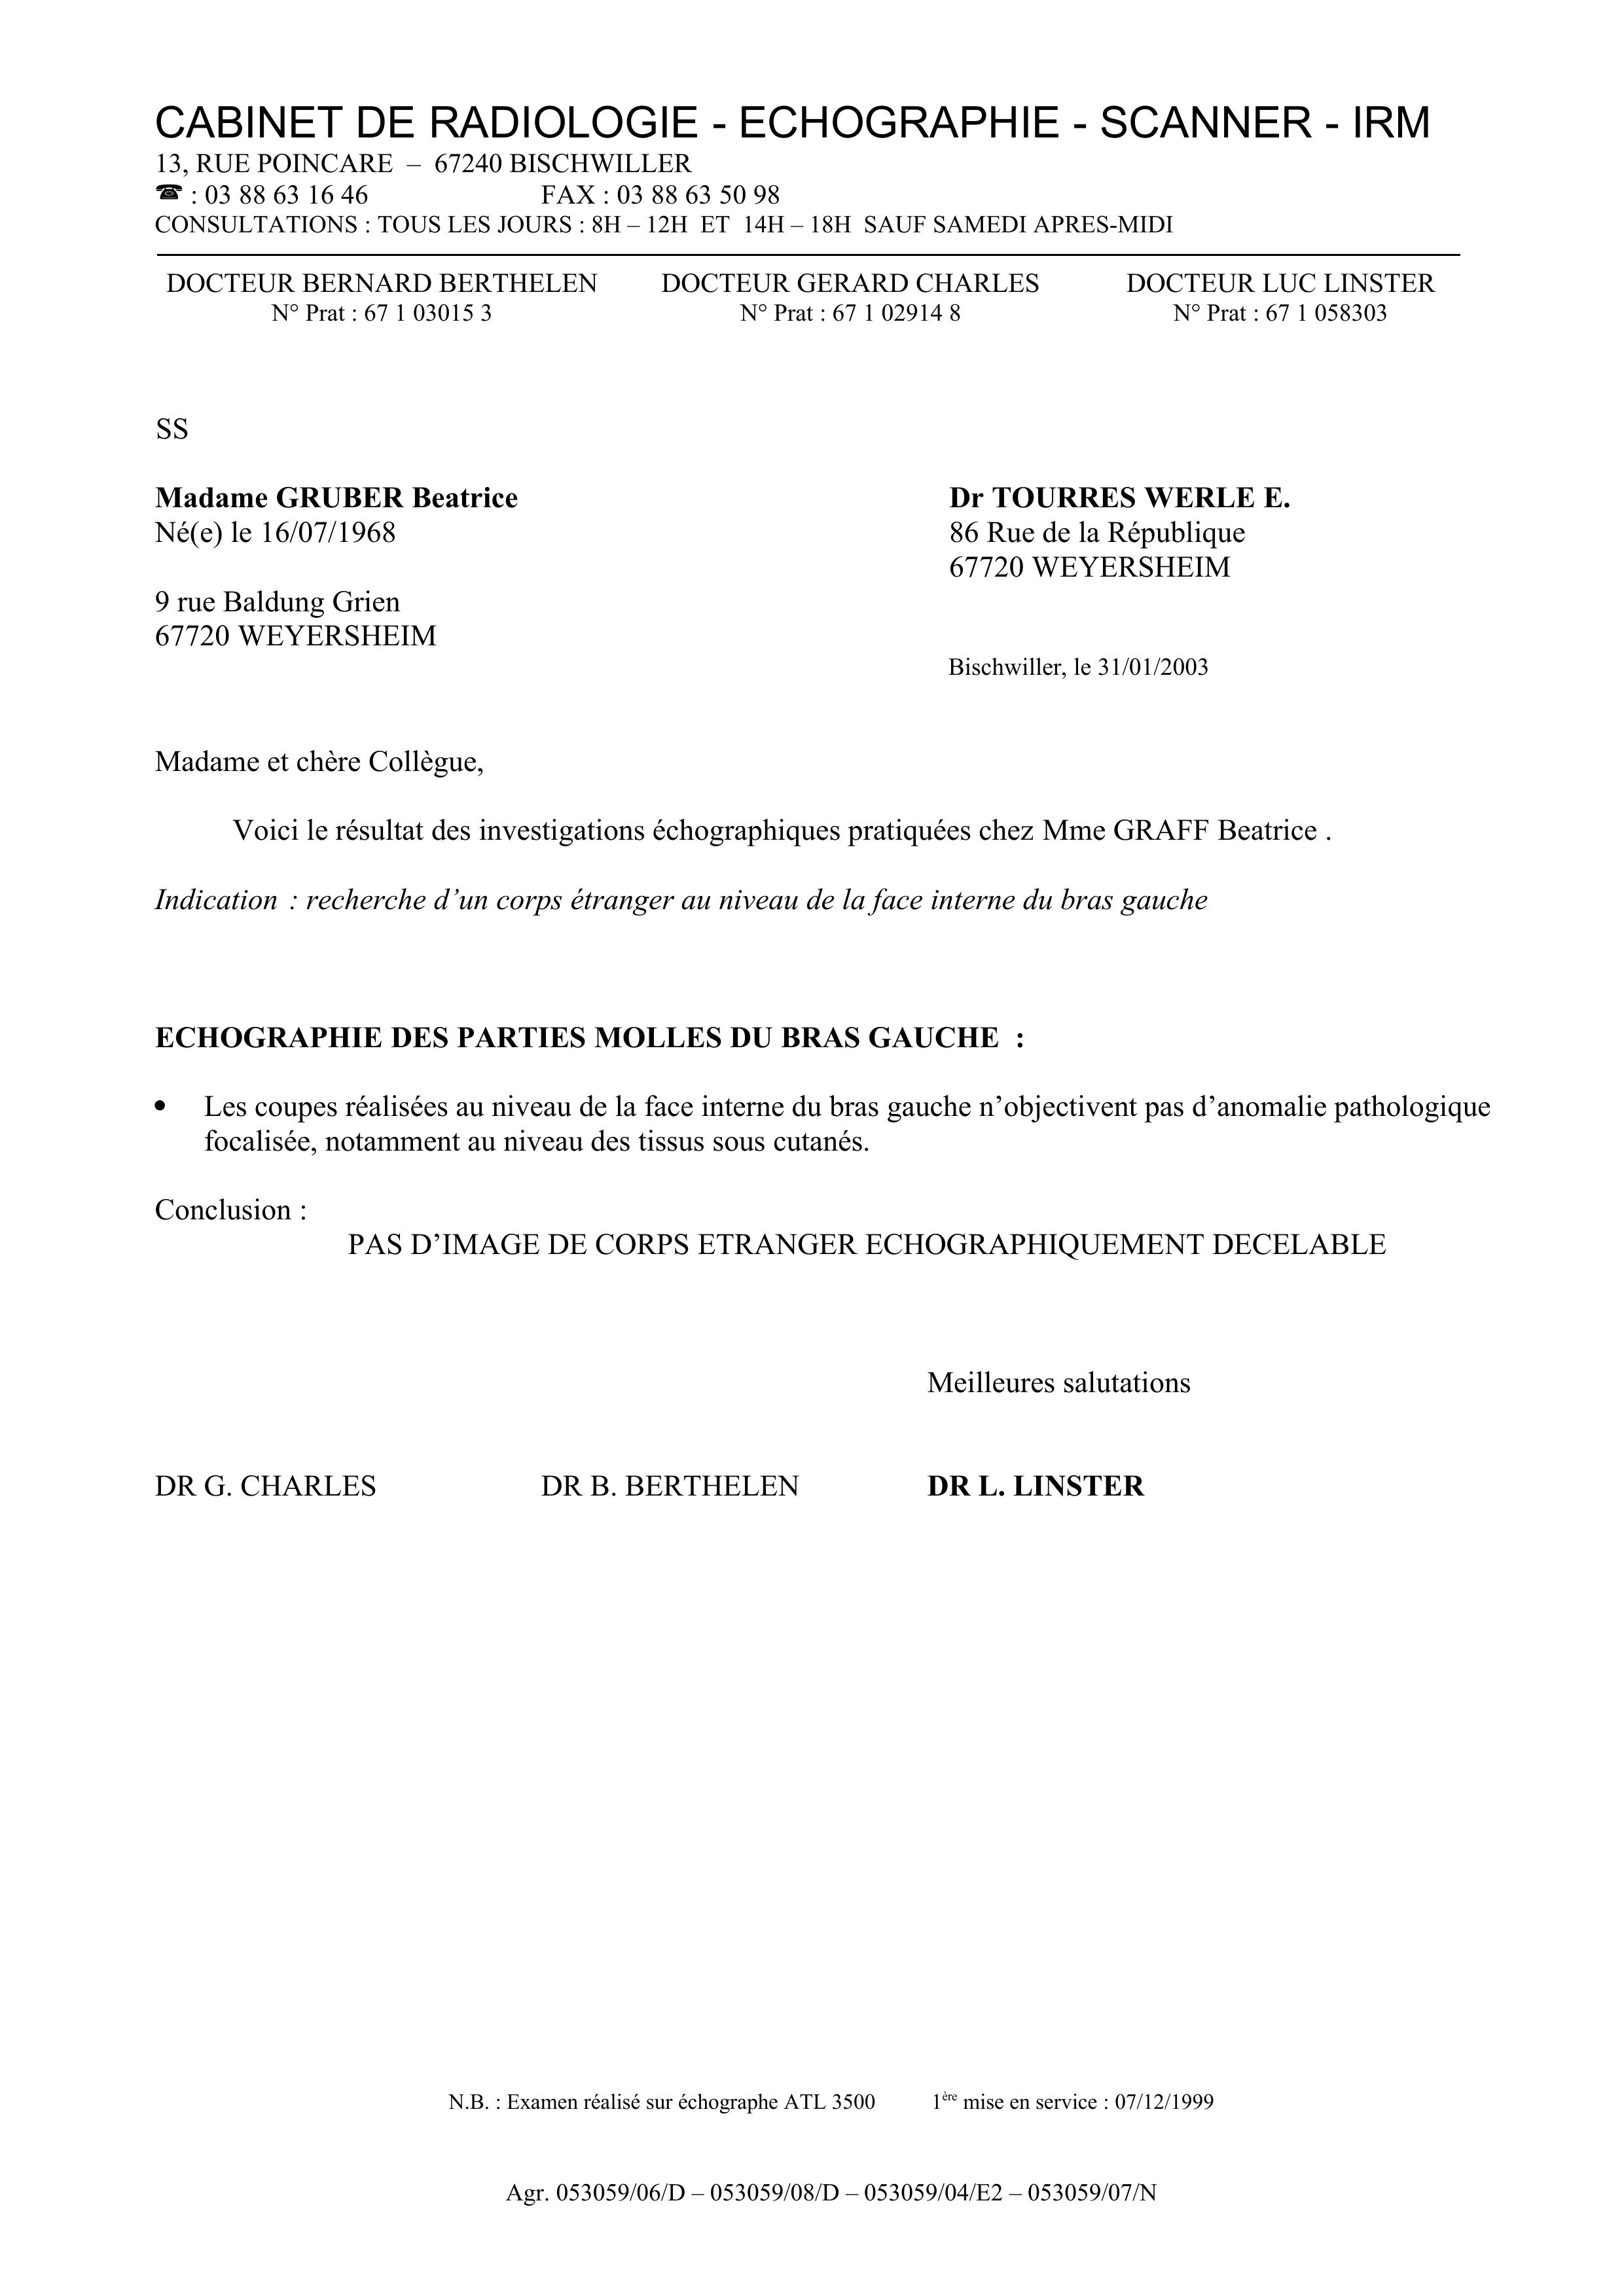 CABINET DE RADIOLOGIE - ECHOGRAPHIE - SCANNER - IRM
13, RUE POINCARE – 67240 BISCHWILLER
☎ : 03 88 63 16 46 FAX : 03 88 63 50 98
CONSULTATIONS : TOUS LES JOURS : 8H – 12H ET 14H – 18H SAUF SAMEDI APRES-MIDI
DOCTEUR BERNARD BERTHELEN DOCTEUR GERARD CHARLES DOCTEUR LUC LINSTER
N° Prat : 67 1 03015 3 N° Prat : 67 1 02914 8 N° Prat : 67 1 058303
SS
Madame GRUBER Beatrice Dr TOURRES WERLE E.
Né(e) le 16/07/1968 86 Rue de la République
67720 WEYERSHEIM
9 rue Baldung Grien
67720 WEYERSHEIM
Bischwiller, le 31/01/2003
Madame et chère Collègue,
Voici le résultat des investigations échographiques pratiquées chez Mme GRAFF Beatrice .
Indication : recherche d’un corps étranger au niveau de la face interne du bras gauche
ECHOGRAPHIE DES PARTIES MOLLES DU BRAS GAUCHE :
• Les coupes réalisées au niveau de la face interne du bras gauche n’objectivent pas d’anomalie pathologique
focalisée, notamment au niveau des tissus sous cutanés.
Conclusion :
PAS D’IMAGE DE CORPS ETRANGER ECHOGRAPHIQUEMENT DECELABLE
Meilleures salutations
DR G. CHARLES DR B. BERTHELEN DR L. LINSTER
N.B. : Examen réalisé sur échographe ATL 3500 1ère mise en service : 07/12/1999
Agr. 053059/06/D – 053059/08/D – 053059/04/E2 – 053059/07/N